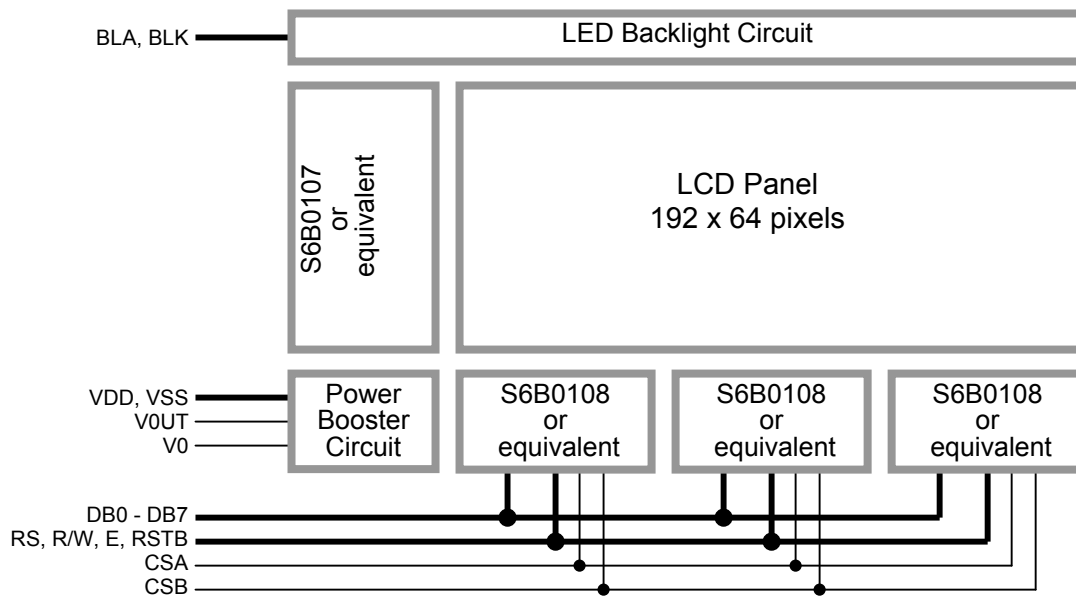 BLA, BLK
LED Backlight Circuit
S6B0107
or
equivalent
LCD Panel
192 x 64 pixels
VDD, VSS
V0UT
V0
Power
Booster
Circuit
S6B0108
or
equivalent
S6B0108
or
equivalent
S6B0108
or
equivalent
DB0 - DB7
RS, R/W, E, RSTB
CSA
CSB